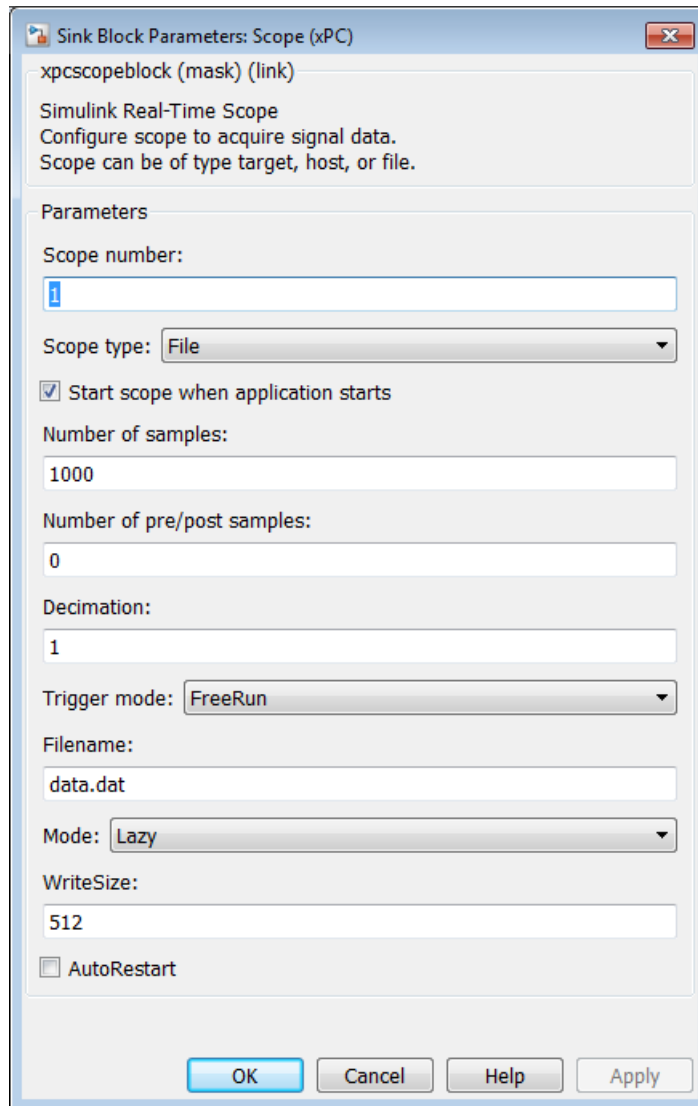 Sink Block Parameters: Scope (xPC)
xpcscopeblock (mask) (link)
Simulink Real-Time Scope
Configure scope to acquire signal data.
Scope can be of type target, host, or file.
Parameters
Scope number:
1
Scope type: File
Start scope when application starts
Number of samples:
1000
Number of pre/post samples:
0
Decimation:
1
Trigger mode: FreeRun
Filename:
data.dat
Mode: Lazy
WriteSize:
512
AutoRestart
OK Cancel Help Apply